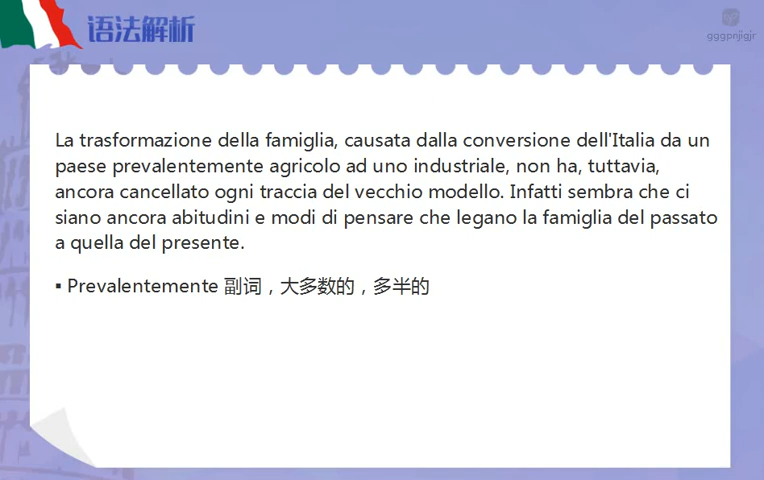 语法解析
gggpnjigjr
La trasformazione della famiglia, causata dalla conversione dell'Italia da un
paese prevalentemente agricolo ad uno industriale, non ha, tuttavia,
ancora cancellato ogni traccia del vecchio modello. Infatti sembra che ci
siano ancora abitudini e modi di pensare che legano la famiglia del passato
a quella del presente.
▪ Prevalentemente 副词，大多数的，多半的